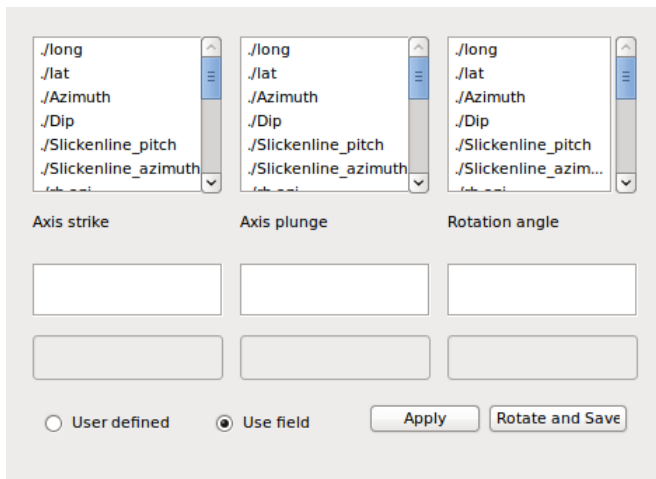 ./long
./lat
./Azimuth
./Dip
./Slickenline_pitch
./Slickenline_azimuth
./long
./lat
./Azimuth
./Dip
./Slickenline_pitch
./Slickenline_azimuth
./long
./lat
./Azimuth
./Dip
./Slickenline_pitch
./Slickenline_azim...
Axis strike
Axis plunge
Rotation angle
User defined
Use field
Apply
Rotate and Save